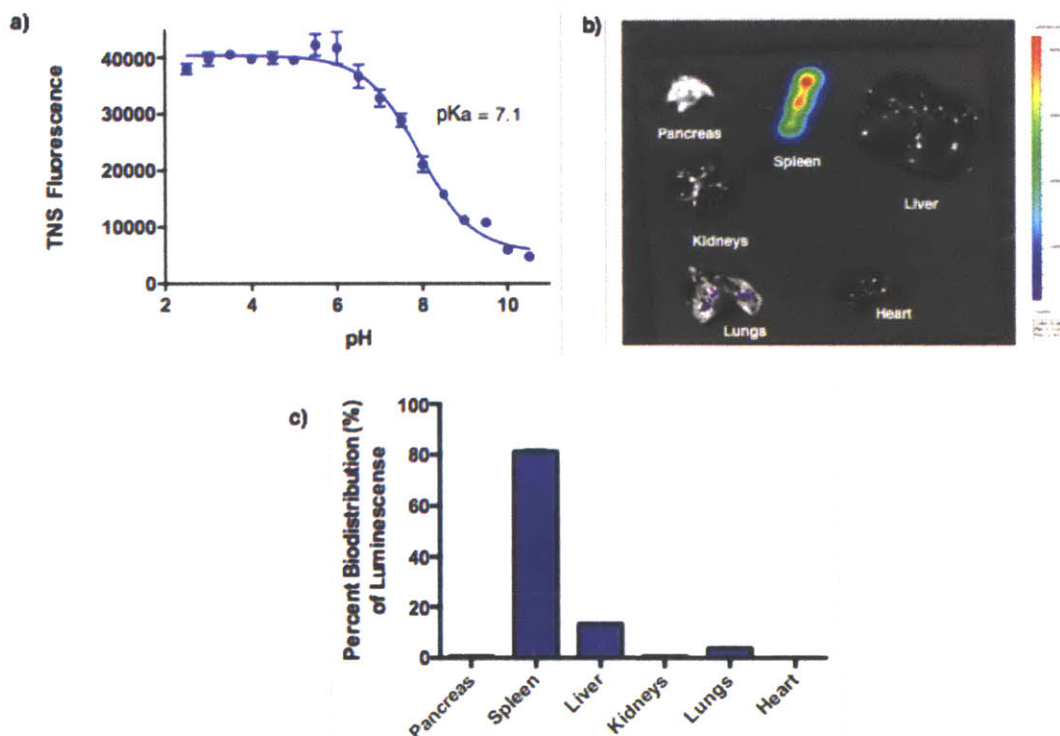 a)
TNS Fluorescence
40000
30000
20000
10000
0
2
4
6
8
10
pH
pKa = 7.1
b)
Pancreas
Spleen
Liver
Kidneys
Lungs
Heart
c)
Percent Biodistribution (%)
of Luminescense
100
80
60
40
20
0
Pancreas
Spleen
Liver
Kidneys
Lungs
Heart